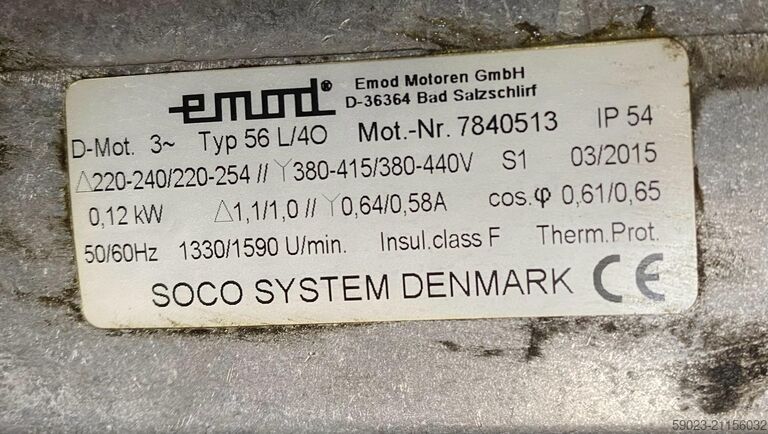 emod®
Emod Motoren GmbH
D-36364 Bad Salzschlirf
D-Mot. 3~ Typ 56 L/4O Mot.-Nr. 7840513 IP 54
△220-240/220-254 // Y380-415/380-440V S1 03/2015
0,12 kW △1,1/1,0 // Y0,64/0,58A cos.φ 0,61/0,65
50/60Hz 1330/1590 U/min. Insul.class F Therm.Prot.
SOCO SYSTEM DENMARK CE
59023-21156032